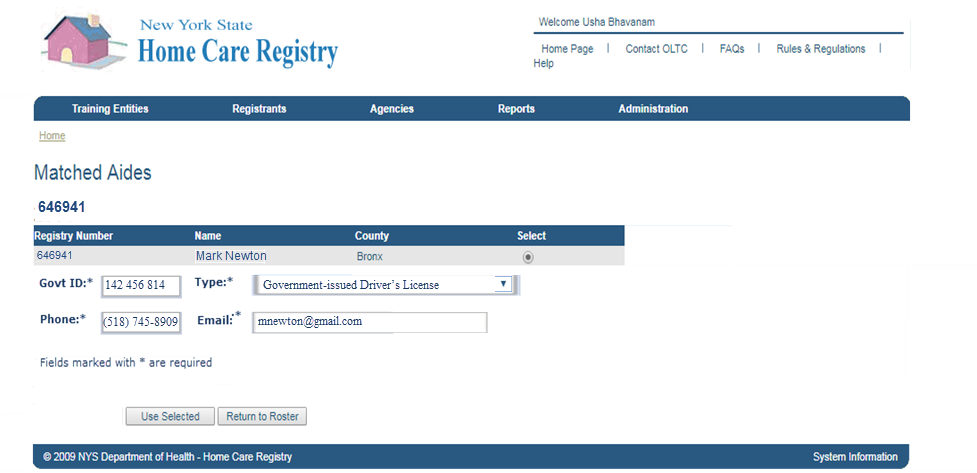 New York State
Home Care Registry
Welcome Usha Bhavanam
Home Page | Contact OLTC | FAQs | Rules & Regulations |
Help
Training Entities Registrants Agencies Reports Administration
Home
Matched Aides
646941
Registry Number Name County Select
646941 Mark Newton Bronx
Govt ID:* 142 456 814 Type:* Government-issued Driver's License
Phone:* (518) 745-8909 Email:* mnewton@gmail.com
Fields marked with * are required
Use Selected Return to Roster
© 2009 NYS Department of Health - Home Care Registry System Information